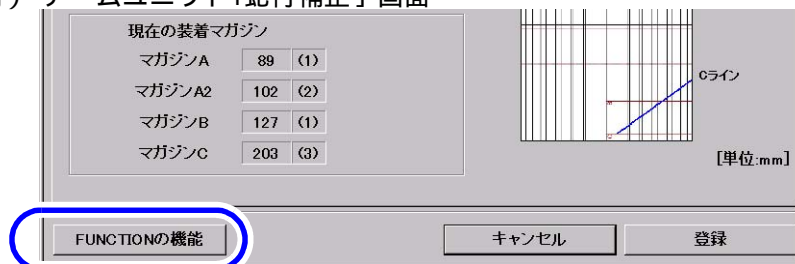 現在の装着マガジン
マガジンA 89 (1)
マガジンA2 102 (2)
マガジンB 127 (1)
マガジンC 203 (3)
Cライン
[単位:mm]
FUNCTIONの機能 キャンセル 登録